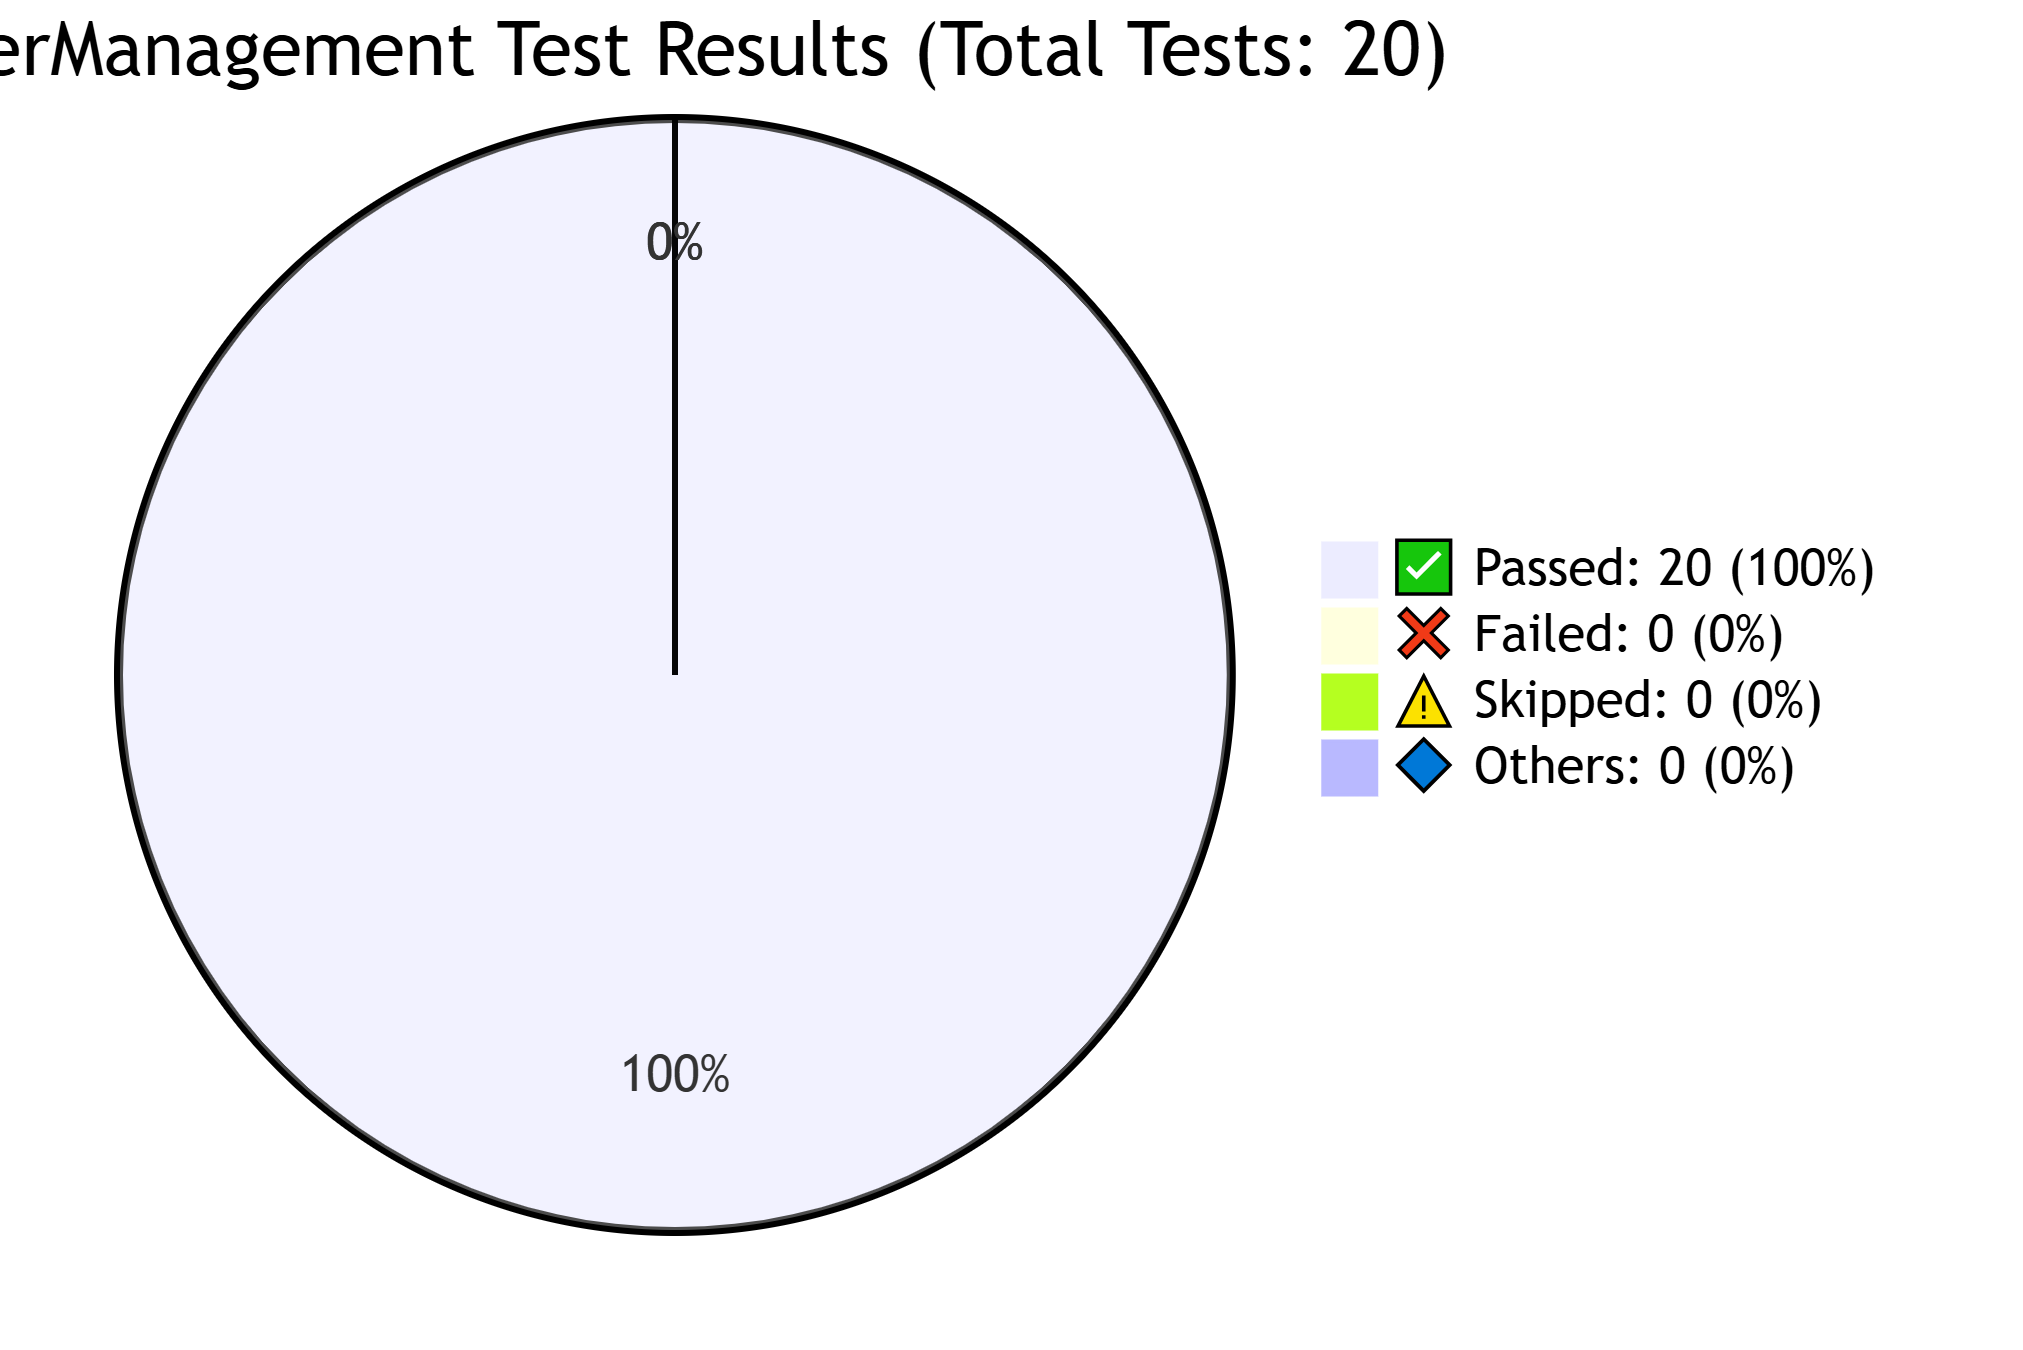 erManagement Test Results (Total Tests: 20)
0%
100%
Passed: 20 (100%)
Failed: 0 (0%)
Skipped: 0 (0%)
Others: 0 (0%)